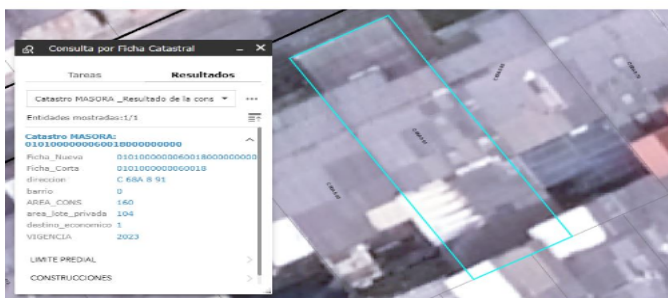 Consulta por Ficha Catastral
Tareas
Resultados
Catastro MASORA _Resultado de la cons
Entidades mostradas:1/1
Catastro MASORA:
Ficha_Nueva
Ficha_Corta 0101000000060018
direccion C 68A 8 91
barrio 0
AREA_CONS 160
area_lote_privada 104
destino_economico 1
VIGENCIA 2023
LIMITE PREDIAL
CONSTRUCCIONES